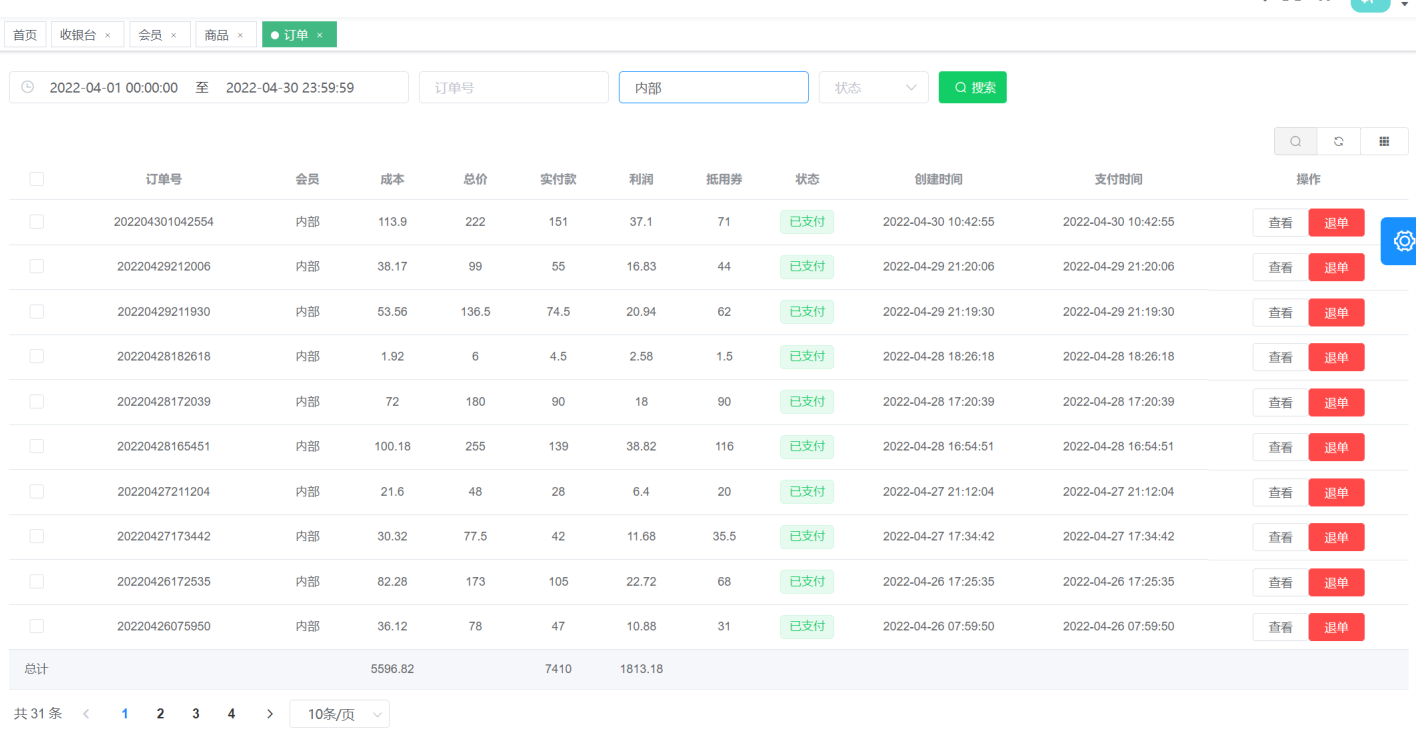 首页 收银台 × 会员 × 商品 × 订单 ×
2022-04-01 00:00:00 至 2022-04-30 23:59:59 订单号 内部 状态 搜索
订单号 会员 成本 总价 实付款 利润 抵用券 状态 创建时间 支付时间 操作
202204301042554 内部 113.9 222 151 37.1 71 已支付 2022-04-30 10:42:55 2022-04-30 10:42:55 查看 退单
20220429212006 内部 38.17 99 55 16.83 44 已支付 2022-04-29 21:20:06 2022-04-29 21:20:06 查看 退单
20220429211930 内部 53.56 136.5 74.5 20.94 62 已支付 2022-04-29 21:19:30 2022-04-29 21:19:30 查看 退单
20220428182618 内部 1.92 6 4.5 2.58 1.5 已支付 2022-04-28 18:26:18 2022-04-28 18:26:18 查看 退单
20220428172039 内部 72 180 90 18 90 已支付 2022-04-28 17:20:39 2022-04-28 17:20:39 查看 退单
20220428165451 内部 100.18 255 139 38.82 116 已支付 2022-04-28 16:54:51 2022-04-28 16:54:51 查看 退单
20220427211204 内部 21.6 48 28 6.4 20 已支付 2022-04-27 21:12:04 2022-04-27 21:12:04 查看 退单
20220427173442 内部 30.32 77.5 42 11.68 35.5 已支付 2022-04-27 17:34:42 2022-04-27 17:34:42 查看 退单
20220426172535 内部 82.28 173 105 22.72 68 已支付 2022-04-26 17:25:35 2022-04-26 17:25:35 查看 退单
20220426075950 内部 36.12 78 47 10.88 31 已支付 2022-04-26 07:59:50 2022-04-26 07:59:50 查看 退单
总计 5596.82 7410 1813.18
共 31 条 1 2 3 4 10条/页